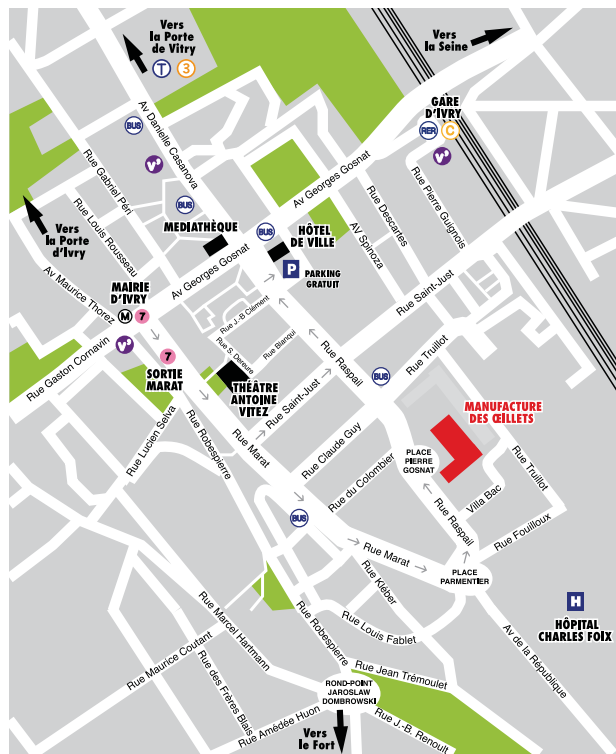 Vers
la Porte
de Vitry
T 3
Vers
la Seine
GARE
D'IVRY
RER C
BUS
Av Danielle Casanova
Rue Gabriel Péri
BUS
Rue Louis Rousseau
Vers
la Porte
d'Ivry
MEDIATHÈQUE
BUS
HÔTEL
DE VILLE
P PARKING
GRATUIT
Av Georges Gosnat
Av Georges Gosnat
Rue Descartes
Rue Pierre Guignois
AV Spinoza
Rue Saint-Just
Av Maurice Thorez
MAIRIE
D'IVRY
M 7
7
SORTIE
MARAT
Rue Gaston Cornavin
Rue J.-B Clément
Rue S. Dereure
Rue Blanqui
Rue Raspail
BUS
Rue Truillot
THÉÂTRE
ANTOINE
VITEZ
Rue Saint-Just
Rue Lucien Selva
Rue Robespierre
Rue Marat
Rue Claude Guy
Rue du Colombier
MANUFACTURE
DES ŒILLETS
PLACE
PIERRE
GOSNAT
Rue Truillot
Villa Bac
Rue Raspail
Rue Fouilloux
BUS
Rue Marat
PLACE
PARMENTIER
Rue Kléber
H
HÔPITAL
CHARLES FOIX
Rue Louis Fablet
Av de la République
Rue Robespierre
Rue Marcel Hartmann
Rue Maurice Coutant
Rue des Frères Blais
Rue Jean Trémoulet
ROND-POINT
JAROSLAW
DOMBROWSKI
Rue Amédée Huon
Rue J.-B. Renoult
Vers
le Fort